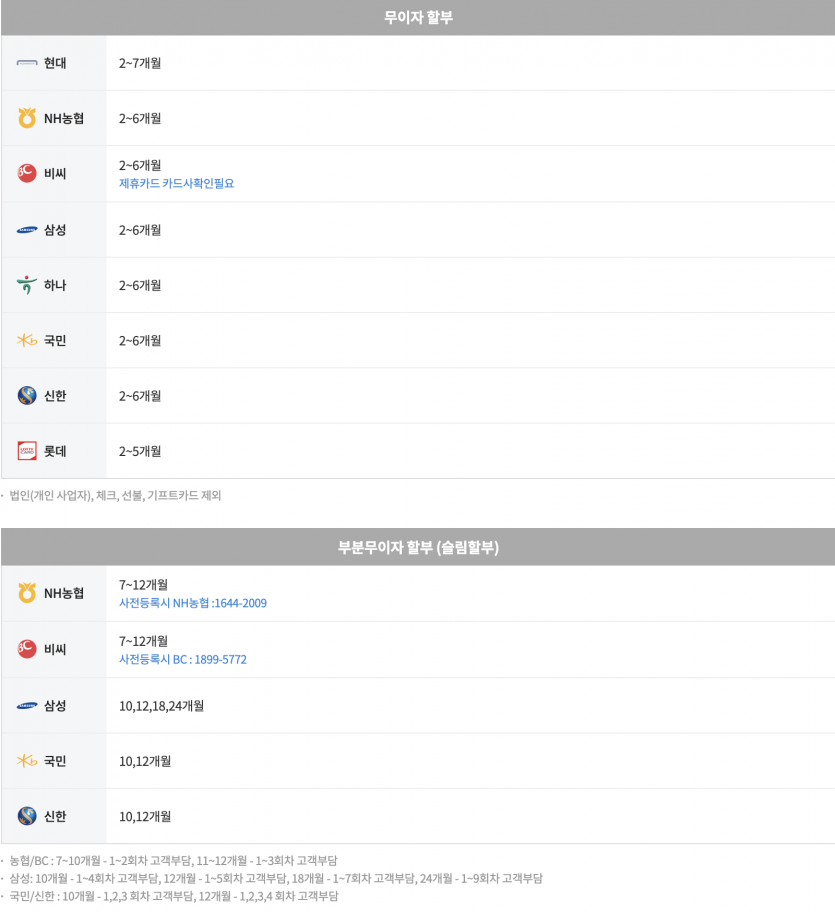 무이자 할부
현대 2~7개월
NH농협 2~6개월
비씨 2~6개월
제휴카드 카드사확인필요
삼성 2~6개월
하나 2~6개월
국민 2~6개월
신한 2~6개월
롯데 2~5개월
· 법인(개인 사업자), 체크, 선불, 기프트카드 제외
부분무이자 할부 (슬림할부)
NH농협 7~12개월
사전등록시 NH농협 :1644-2009
비씨 7~12개월
사전등록시 BC : 1899-5772
삼성 10,12,18,24개월
국민 10,12개월
신한 10,12개월
· 농협/BC : 7~10개월 - 1~2회차 고객부담, 11~12개월 - 1~3회차 고객부담
· 삼성: 10개월 - 1~4회차 고객부담, 12개월 - 1~5회차 고객부담, 18개월 - 1~7회차 고객부담, 24개월 - 1~9회차 고객부담
· 국민/신한 : 10개월 - 1,2,3 회차 고객부담, 12개월 - 1,2,3,4 회차 고객부담